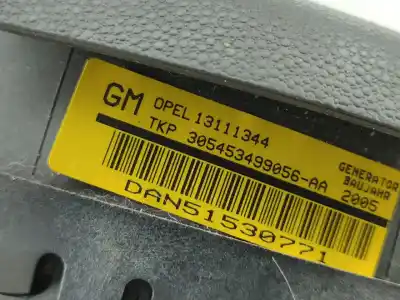 GM OPEL 13111344
TKP 305453499056-AA
GENERATOR
BAUJAHR
2005
DAN51530771